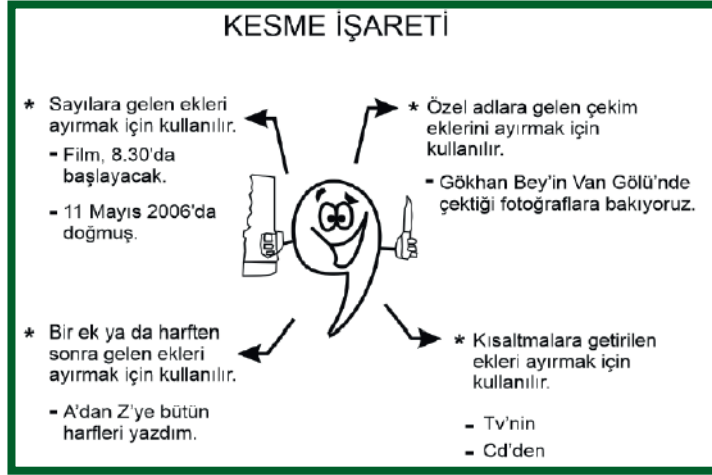 KESME İŞARETİ
* Sayılara gelen ekleri
ayırmak için kullanılır.
- Film, 8.30'da
başlayacak.
- 11 Mayıs 2006'da
doğmuş.
* Özel adlara gelen çekim
eklerini ayırmak için
kullanılır.
- Gökhan Bey'in Van Gölü'nde
çektiği fotoğraflara bakıyoruz.
* Bir ek ya da harften
sonra gelen ekleri
ayırmak için kullanılır.
- A'dan Z'ye bütün
harfleri yazdım.
* Kısaltmalara getirilen
ekleri ayırmak için
kullanılır.
- Tv'nin
- Cd'den